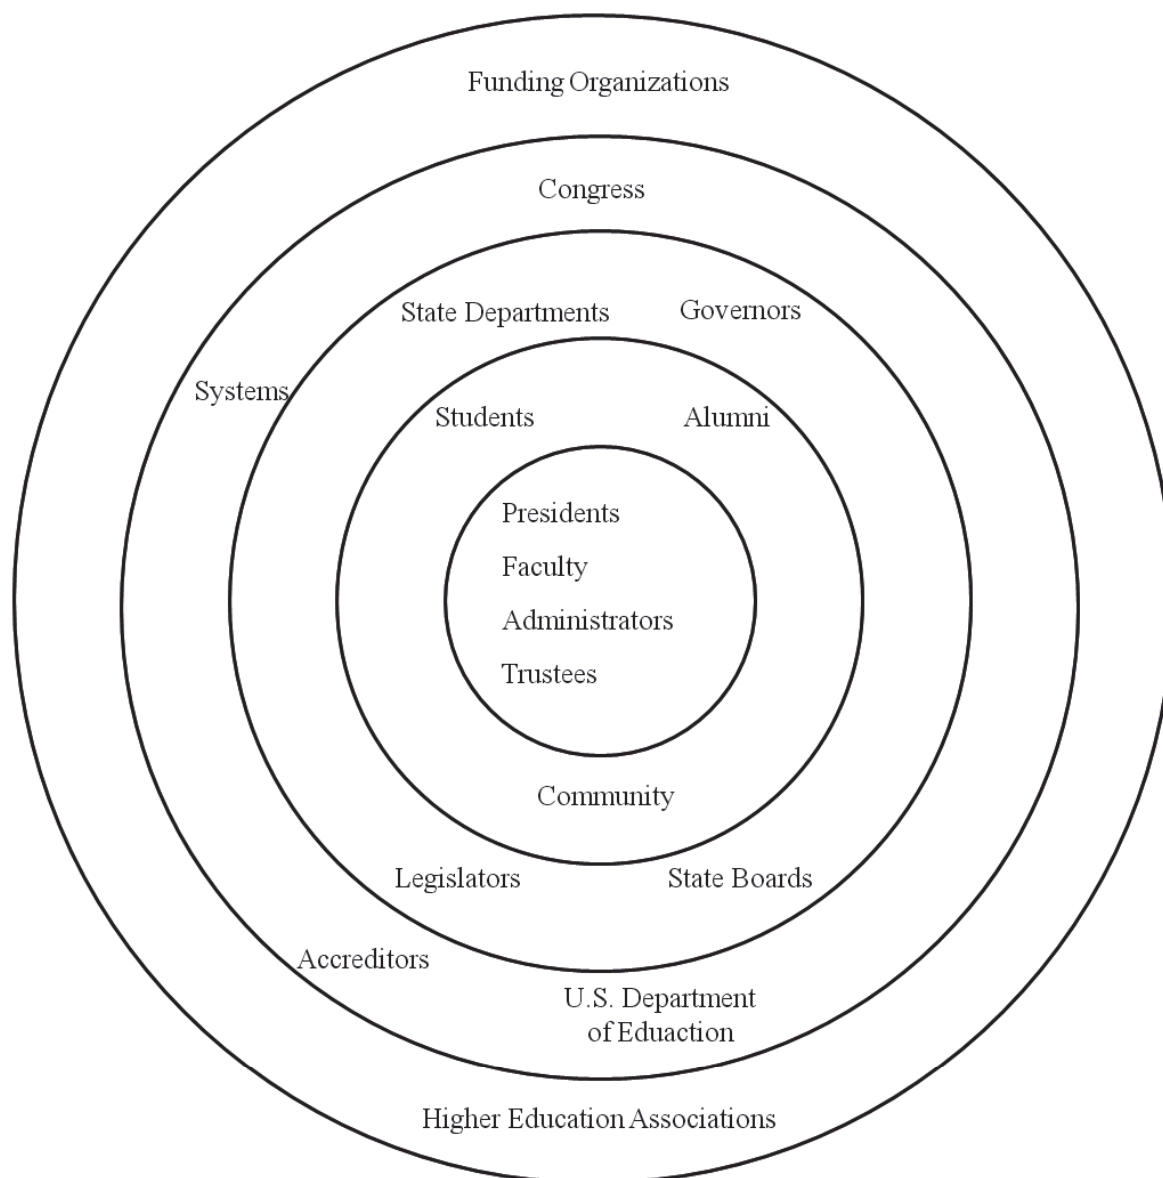 Funding Organizations
Congress
State Departments
Governors
Systems
Students
Alumni
Presidents
Faculty
Administrators
Trustees
Community
Legislators
State Boards
Accreditors
U.S. Department
of Eduaction
Higher Education Associations